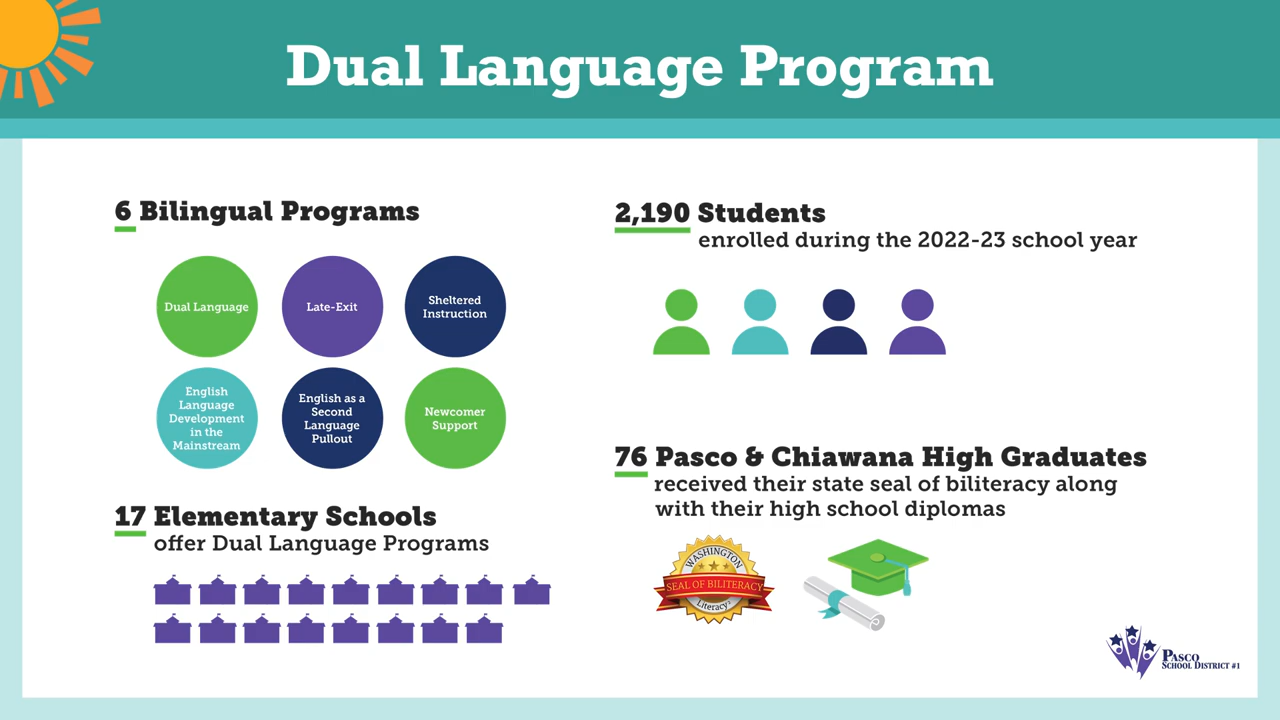 Dual Language Program
6 Bilingual Programs
Dual Language
Late-Exit
Sheltered
Instruction
English
Language
Development
in the
Mainstream
English as a
Second
Language
Pullout
Newcomer
Support
17 Elementary Schools
offer Dual Language Programs
2,190 Students
enrolled during the 2022-23 school year
76 Pasco & Chiawana High Graduates
received their state seal of biliteracy along
with their high school diplomas
WASHINGTON
SEAL OF BILITERACY
Literacy²
PASCO
SCHOOL DISTRICT #1